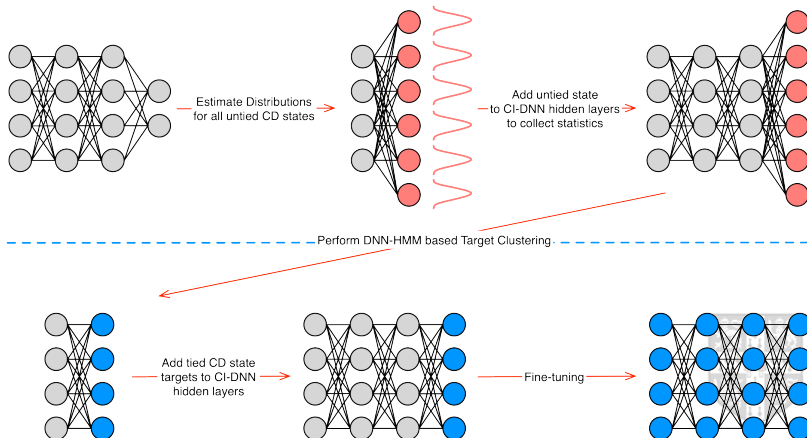 Estimate Distributions
for all untied CD states
Add untied state
to CI-DNN hidden layers
to collect statistics
Perform DNN-HMM based Target Clustering
Add tied CD state
targets to CI-DNN
hidden layers
Fine-tuning